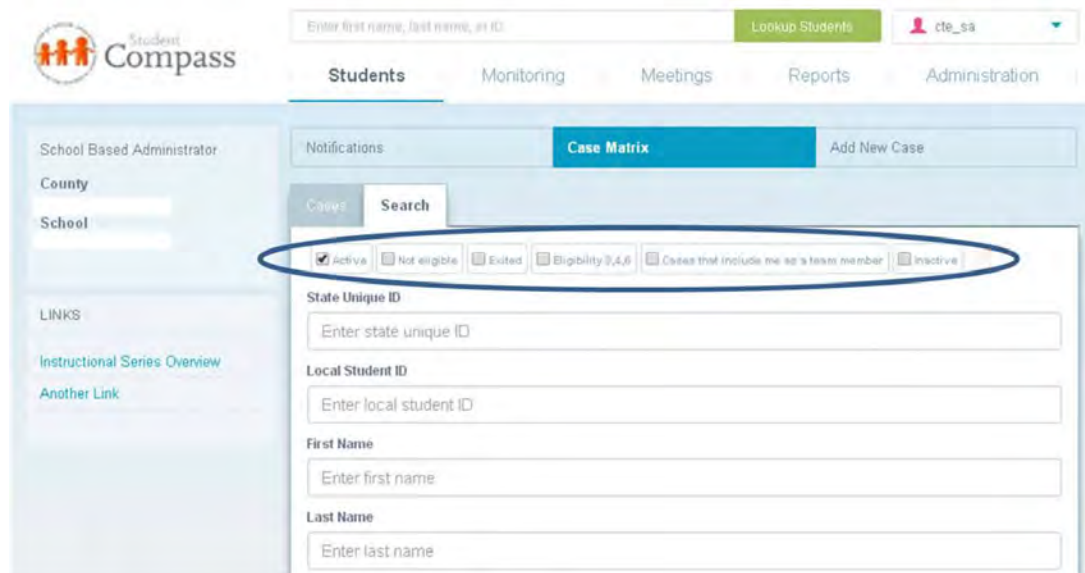 Student
Compass
Enter first name, last name, or ID
Lookup Students
cte_sa
Students Monitoring Meetings Reports Administration
School Based Administrator
County
School
LINKS
Instructional Series Overview
Another Link
Notifications Case Matrix Add New Case
Cases Search
Active Not eligible Exited Eligibility 2,4,6 Cases that include me as a team member Inactive
State Unique ID
Enter state unique ID
Local Student ID
Enter local student ID
First Name
Enter first name
Last Name
Enter last name